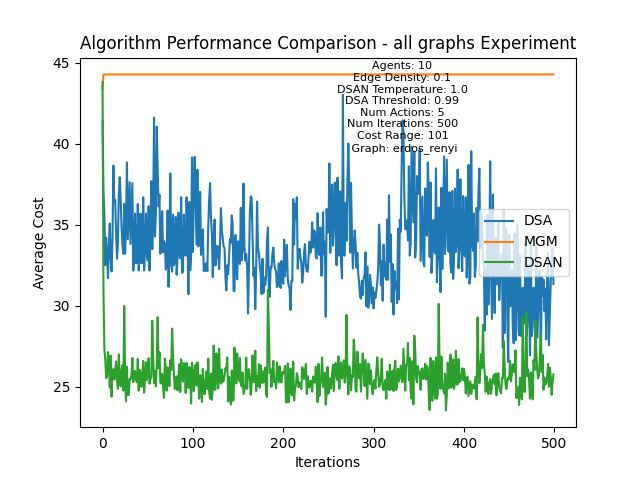 Algorithm Performance Comparison - all graphs Experiment
Agents: 10
Edge Density: 0.1
DSAN Temperature: 1.0
DSA Threshold: 0.99
Num Actions: 5
Num Iterations: 500
Cost Range: 101
Graph: erdos_renyi
45
40
35
30
25
Average Cost
DSA
MGM
DSAN
0
100
200
300
400
500
Iterations